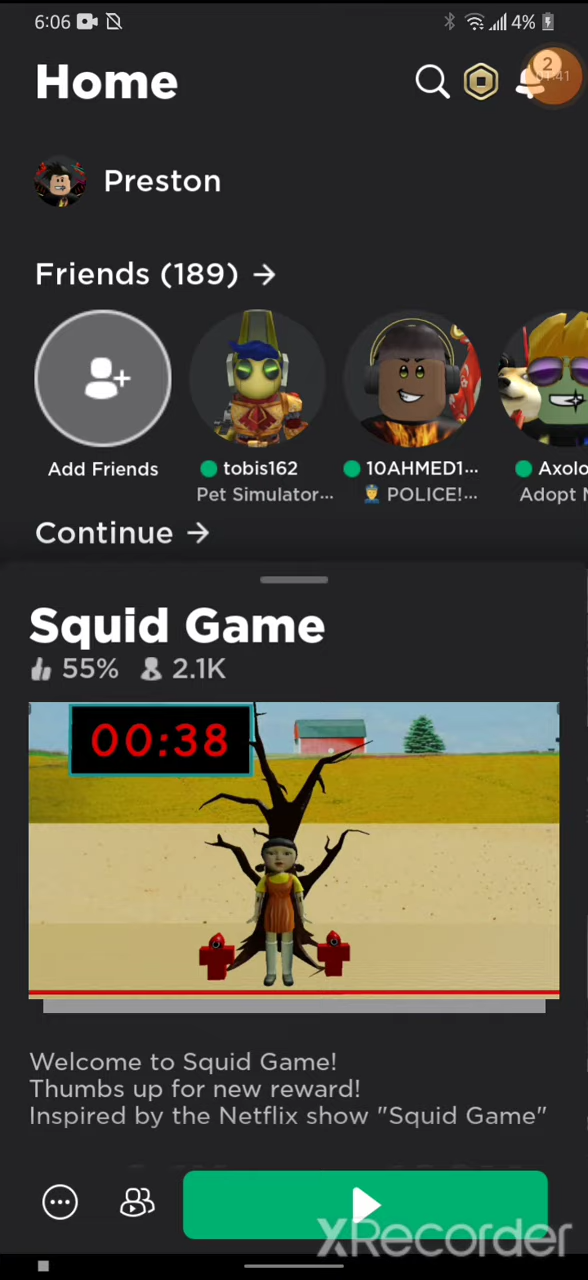 6:06 4%
Home
2
01:41
Preston
Friends (189) →
Add Friends
tobis162
Pet Simulator...
10AHMED1...
👮 POLICE!...
Axolo
Adopt M
Continue →
Squid Game
55% 2.1K
00:38
Welcome to Squid Game!
Thumbs up for new reward!
Inspired by the Netflix show "Squid Game"
XRecorder